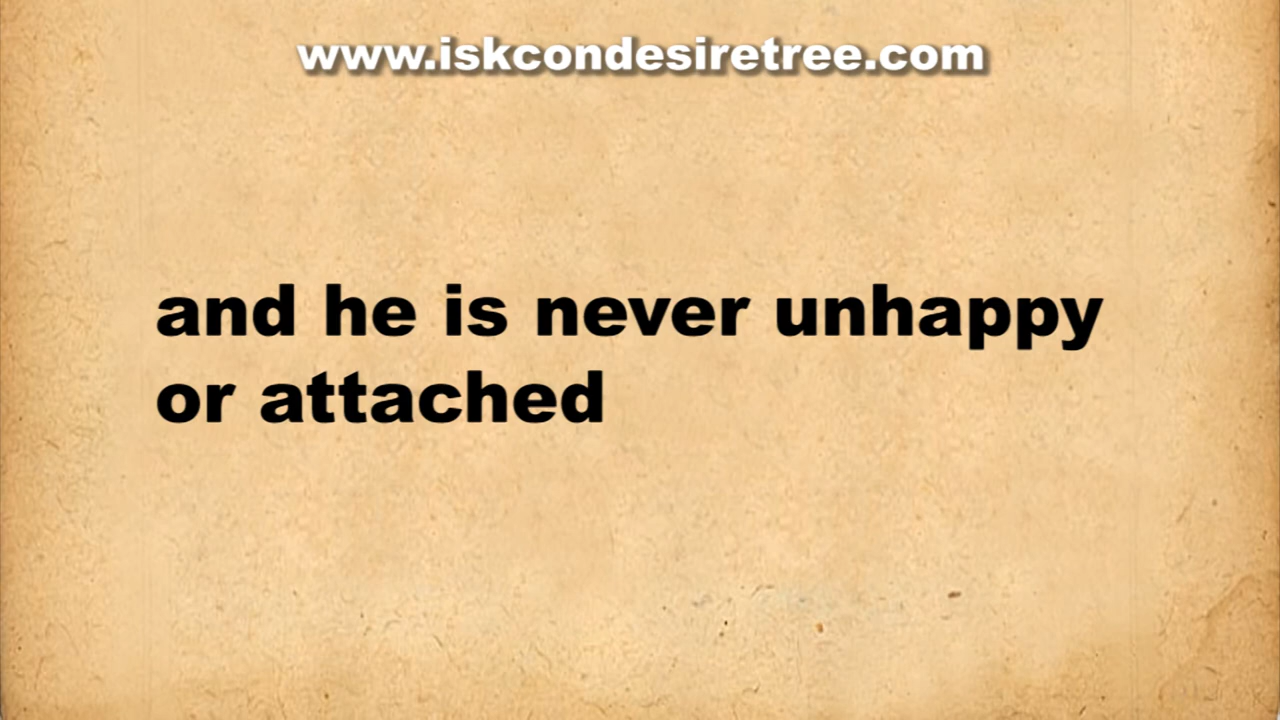 www.iskcondesiretree.com
and he is never unhappy
or attached